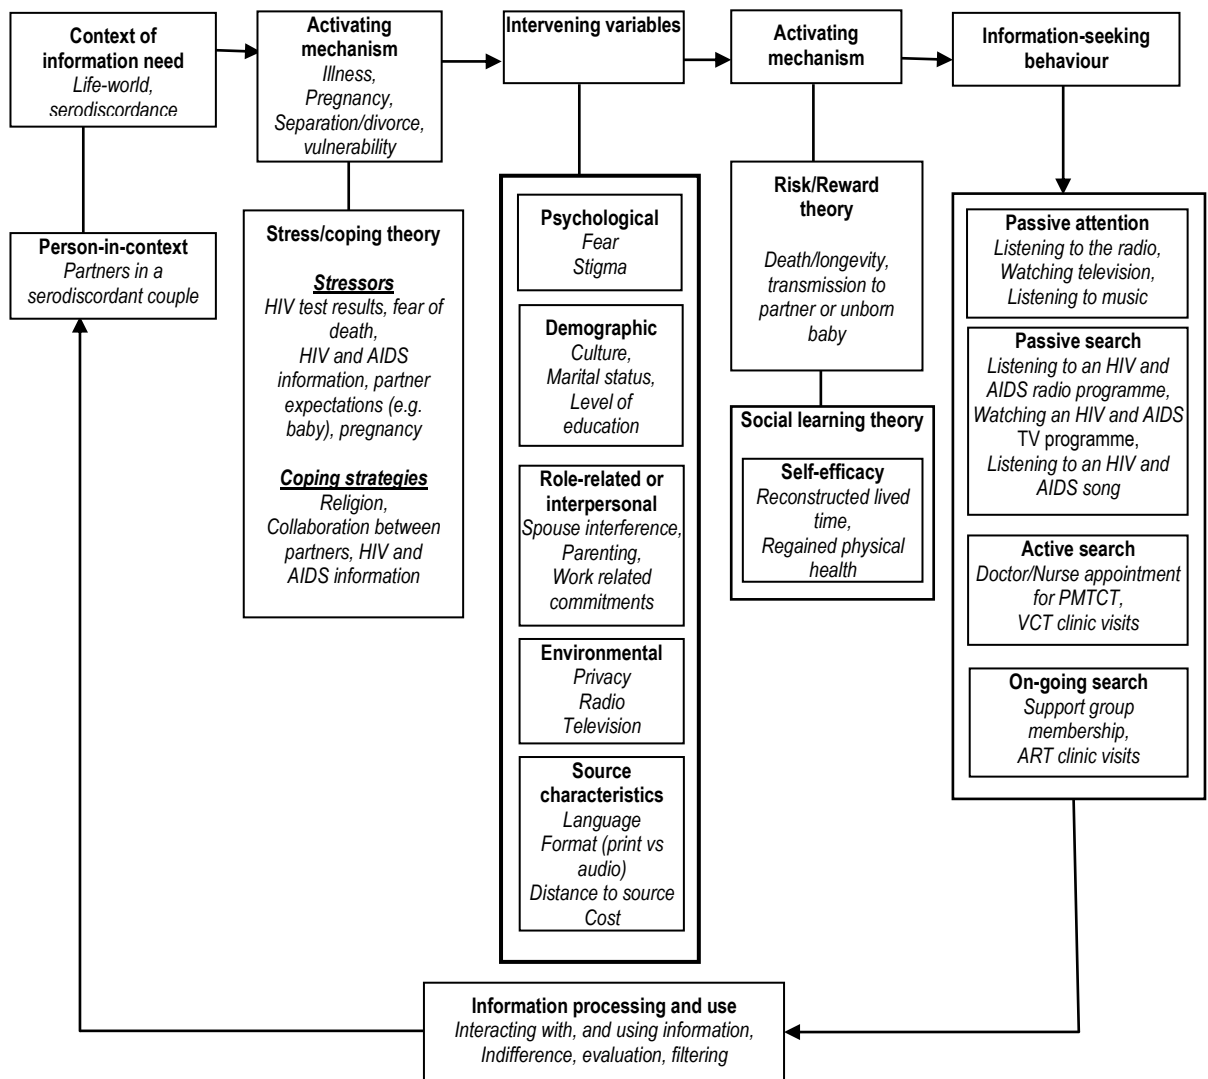 Context of
information need
Life-world,
serodiscordance
Activating
mechanism
Illness,
Pregnancy,
Separation/divorce,
vulnerability
Intervening variables
Activating
mechanism
Information-seeking
behaviour
Person-in-context
Partners in a
serodiscordant couple
Stress/coping theory
Stressors
HIV test results, fear of
death,
HIV and AIDS
information, partner
expectations (e.g.
baby), pregnancy
Coping strategies
Religion,
Collaboration between
partners, HIV and
AIDS information
Psychological
Fear
Stigma
Demographic
Culture,
Marital status,
Level of
education
Role-related or
interpersonal
Spouse interference,
Parenting,
Work related
commitments
Environmental
Privacy
Radio
Television
Source
characteristics
Language
Format (print vs
audio)
Distance to source
Cost
Risk/Reward
theory
Death/longevity,
transmission to
partner or unborn
baby
Social learning theory
Self-efficacy
Reconstructed lived
time,
Regained physical
health
Passive attention
Listening to the radio,
Watching television,
Listening to music
Passive search
Listening to an HIV and
AIDS radio programme,
Watching an HIV and AIDS
TV programme,
Listening to an HIV and
AIDS song
Active search
Doctor/Nurse appointment
for PMTCT,
VCT clinic visits
On-going search
Support group
membership,
ART clinic visits
Information processing and use
Interacting with, and using information,
Indifference, evaluation, filtering